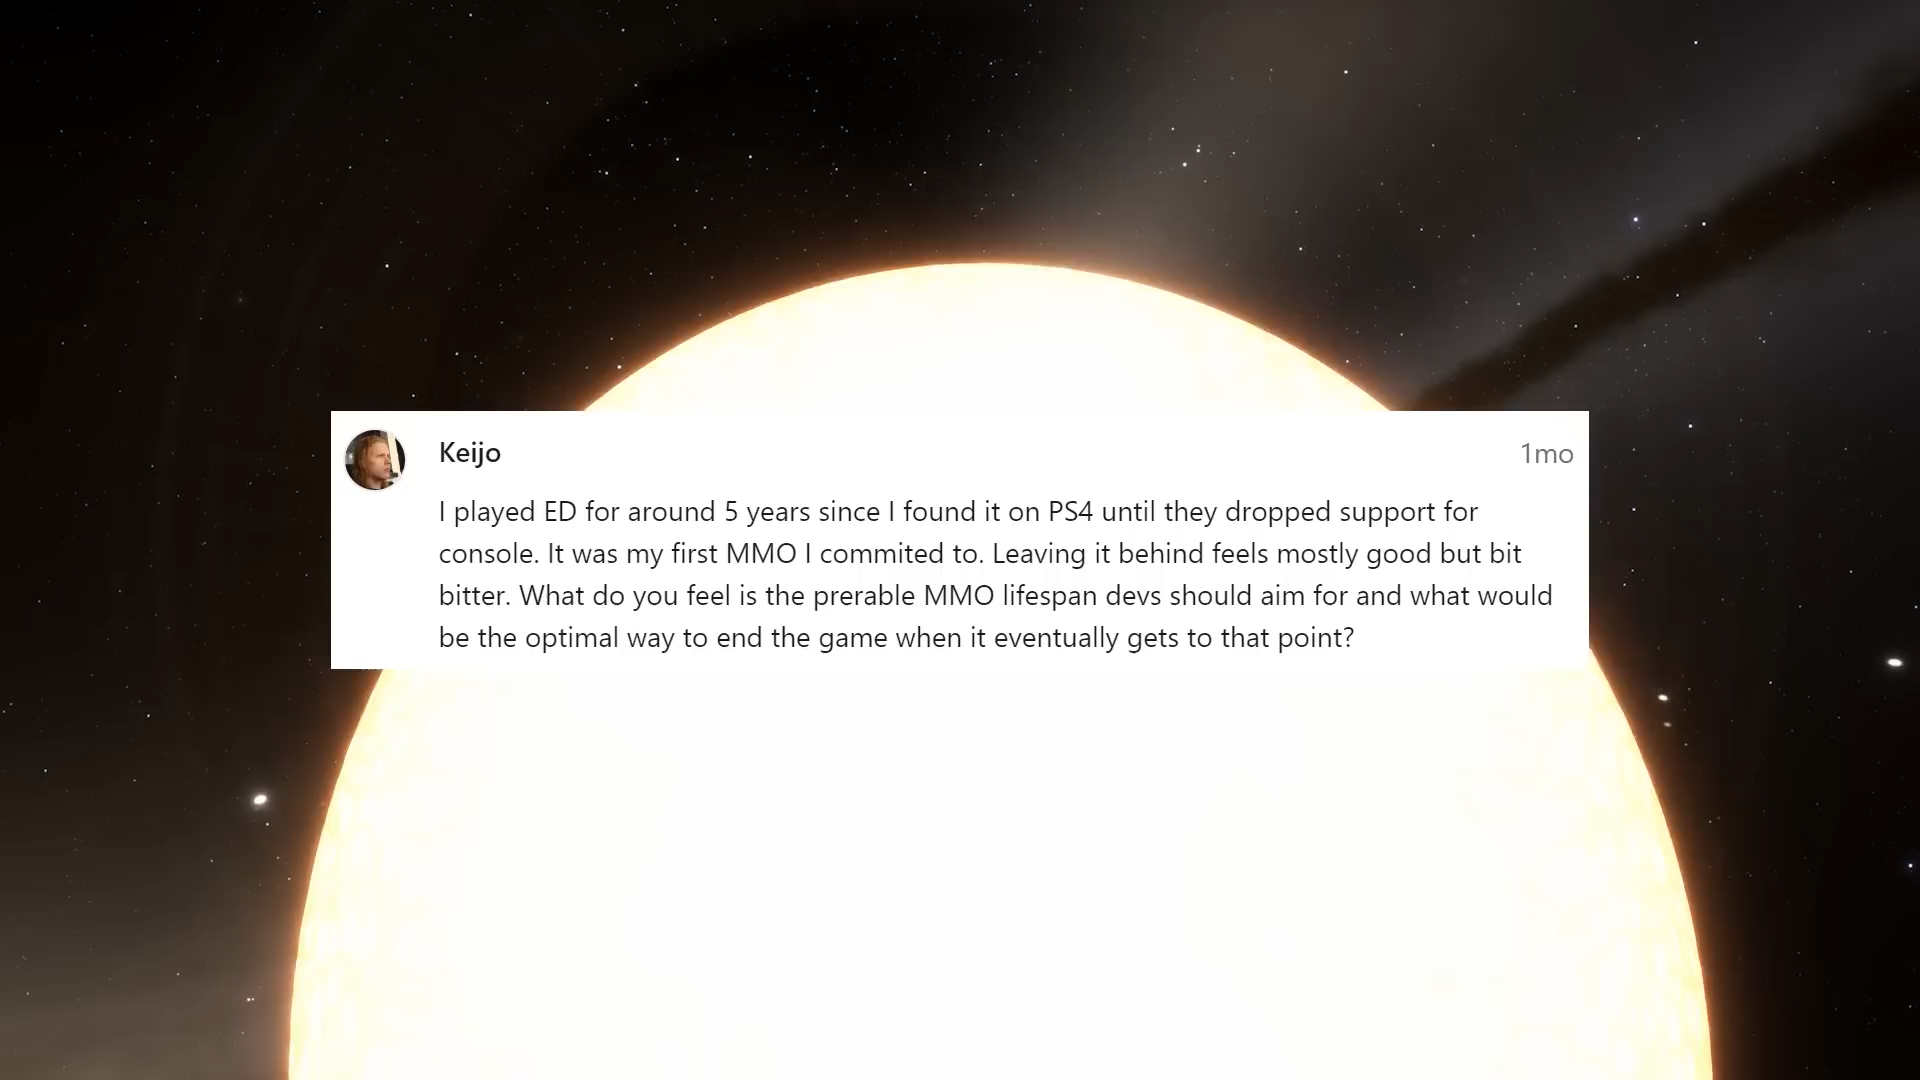 Keijo
1mo
I played ED for around 5 years since I found it on PS4 until they dropped support for
console. It was my first MMO I commited to. Leaving it behind feels mostly good but bit
bitter. What do you feel is the prerable MMO lifespan devs should aim for and what would
be the optimal way to end the game when it eventually gets to that point?